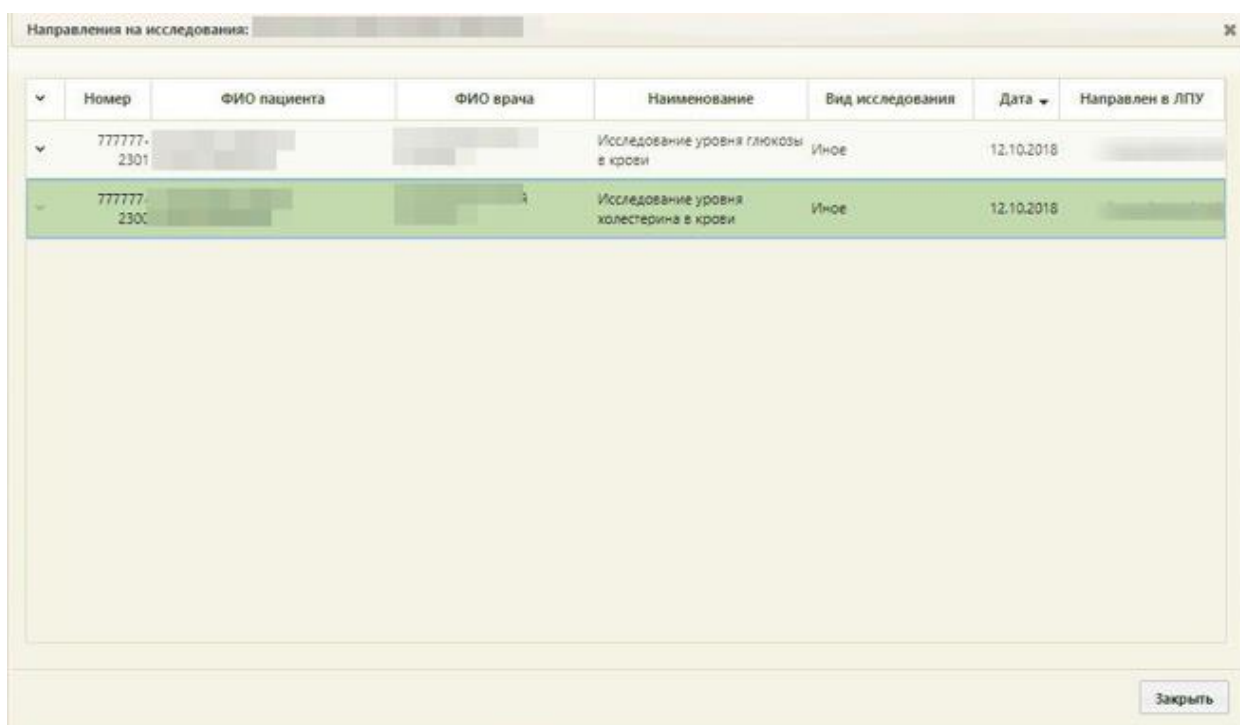 Направления на исследования:
Номер ФИО пациента ФИО врача Наименование Вид исследования Дата Направлен в ЛПУ
777777-
2301
Исследование уровня глюкозы
в крови
Иное 12.10.2018
777777-
2300
Исследование уровня
холестерина в крови
Иное 12.10.2018
Закрыть